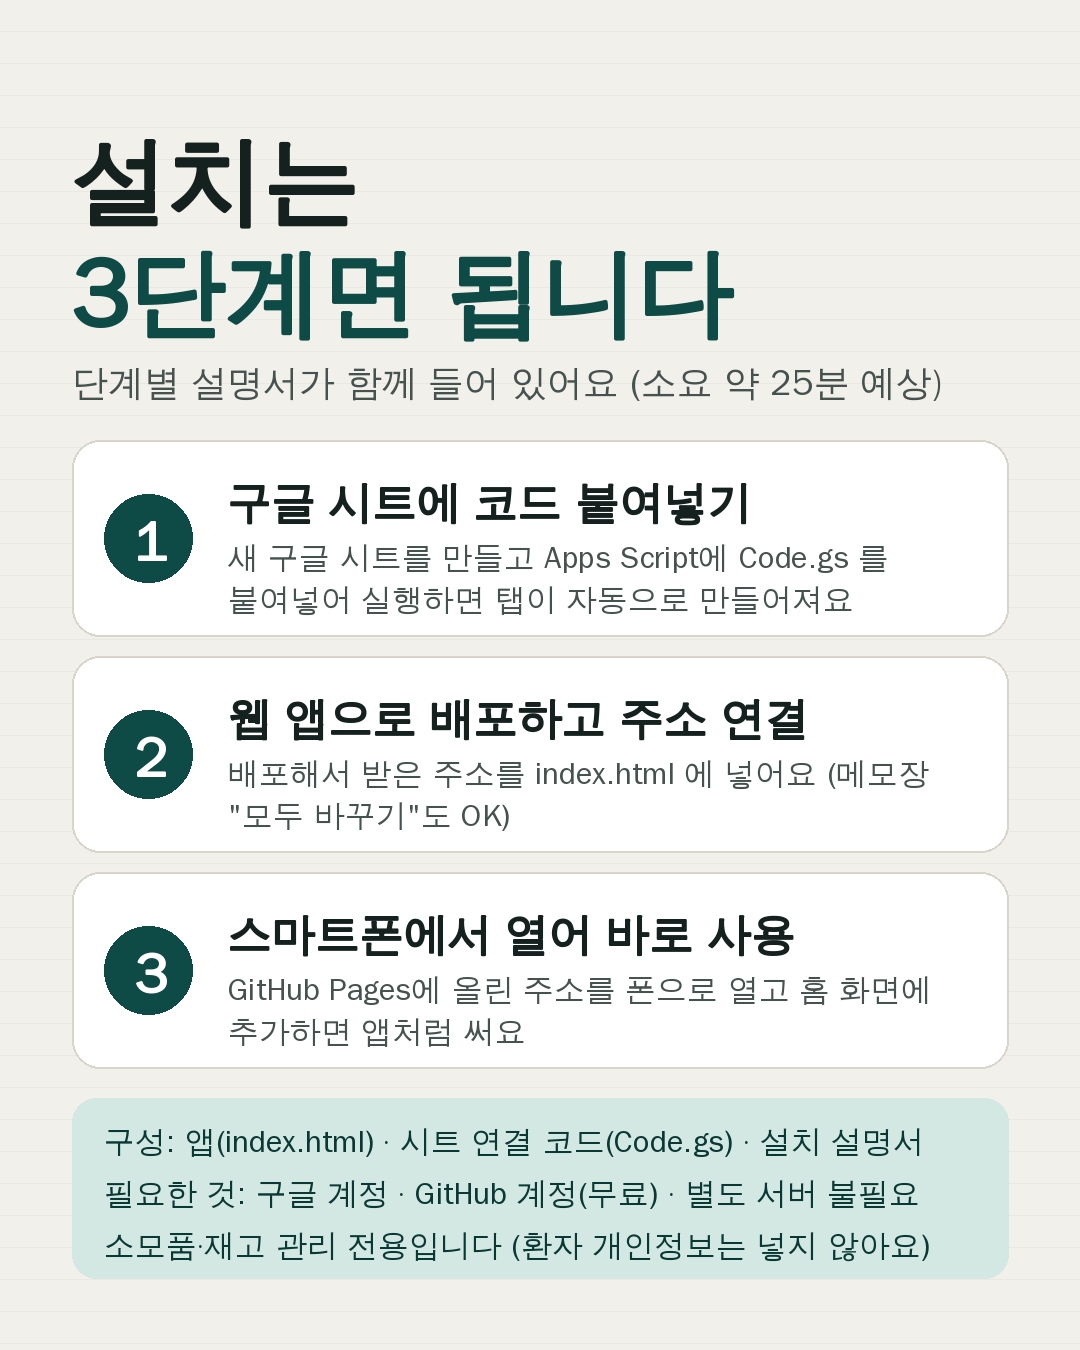 설치는
3단계면 됩니다
단계별 설명서가 함께 들어 있어요 (소요 약 25분 예상)
1
구글 시트에 코드 붙여넣기
새 구글 시트를 만들고 Apps Script에 Code.gs 를
붙여넣어 실행하면 탭이 자동으로 만들어져요
2
웹 앱으로 배포하고 주소 연결
배포해서 받은 주소를 index.html 에 넣어요 (메모장
"모두 바꾸기"도 OK)
3
스마트폰에서 열어 바로 사용
GitHub Pages에 올린 주소를 폰으로 열고 홈 화면에
추가하면 앱처럼 써요
구성: 앱(index.html) · 시트 연결 코드(Code.gs) · 설치 설명서
필요한 것: 구글 계정 · GitHub 계정(무료) · 별도 서버 불필요
소모품·재고 관리 전용입니다 (환자 개인정보는 넣지 않아요)